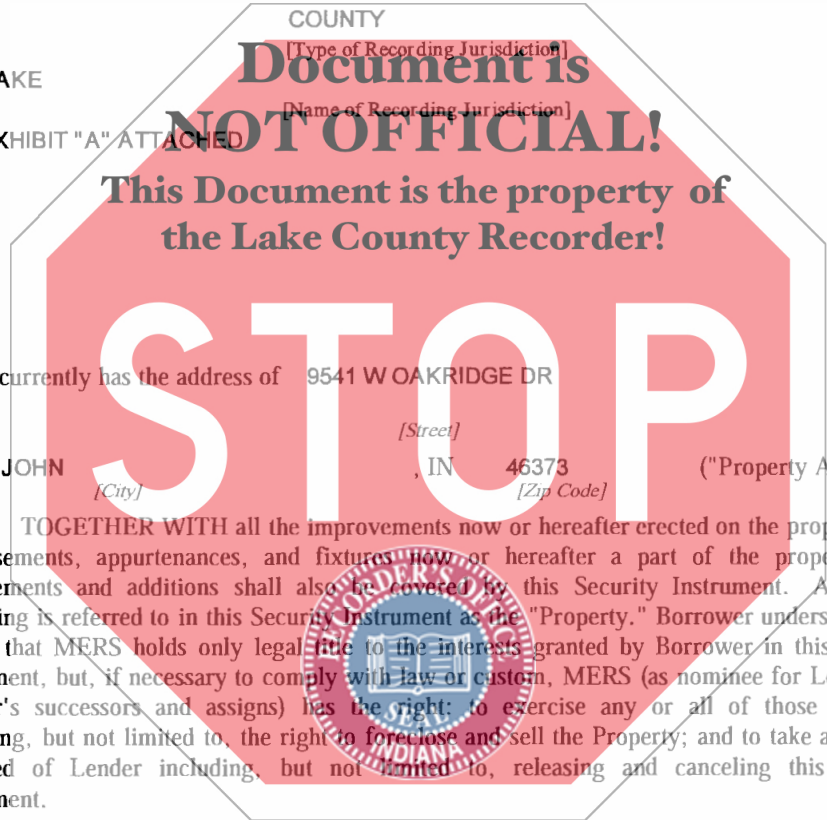 COUNTY
[Type of Recording Jurisdiction]
Document is
AKE
[Name of Recording Jurisdiction]
NOT OFFICIAL!
XHIBIT "A" ATTACHED
This Document is the property of
the Lake County Recorder!
STOP
currently has the address of 9541 W OAKRIDGE DR
[Street]
JOHN , IN 46373 ("Property A
[City] [Zip Code]
TOGETHER WITH all the improvements now or hereafter erected on the prop
sements, appurtenances, and fixtures now or hereafter a part of the prope
ements and additions shall also be covered by this Security Instrument. A
ing is referred to in this Security Instrument as the "Property." Borrower unders
that MERS holds only legal title to the interests granted by Borrower in this
ment, but, if necessary to comply with law or custom, MERS (as nominee for L
r's successors and assigns) has the right: to exercise any or all of those
ng, but not limited to, the right to foreclose and sell the Property; and to take a
ed of Lender including, but not limited to, releasing and canceling this
ment.
RECORDER'S OFFICE
SEAL
INDIANA